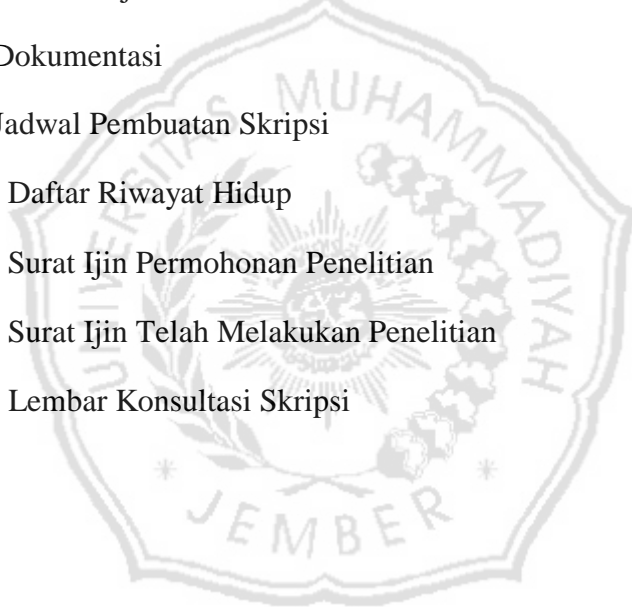 Dokumentasi
Jadwal Pembuatan Skripsi
Daftar Riwayat Hidup
Surat Ijin Permohonan Penelitian
Surat Ijin Telah Melakukan Penelitian
Lembar Konsultasi Skripsi
UNIVERSITAS MUHAMMADIYAH
JEMBER